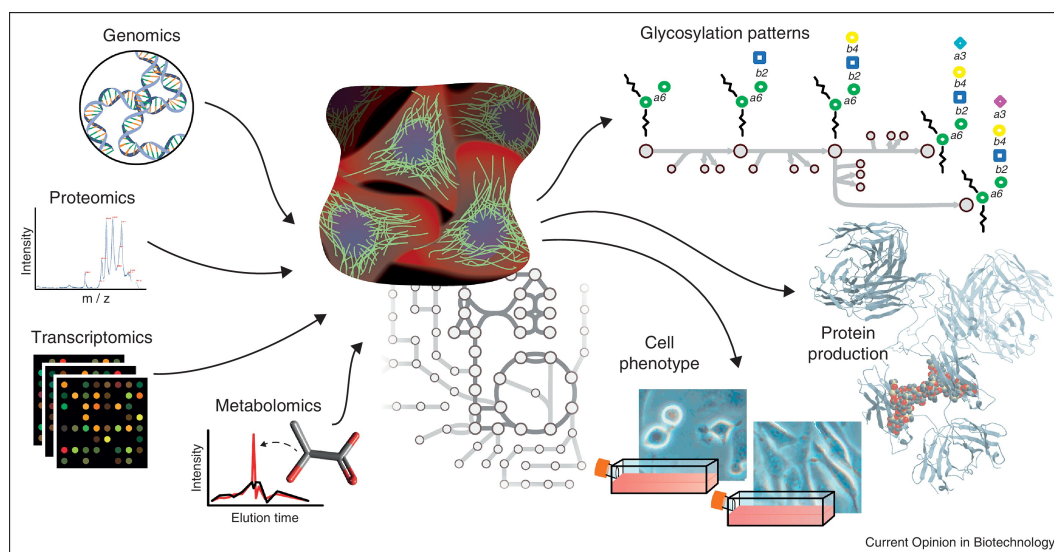 Genomics
Proteomics
Intensity
m / z
Transcriptomics
Metabolomics
Intensity
Elution time
Glycosylation patterns
a6
b2
a6
b4
b2
a6
a3
b4
b2
a6
a3
b4
b2
a6
Cell
phenotype
Protein
production
Current Opinion in Biotechnology